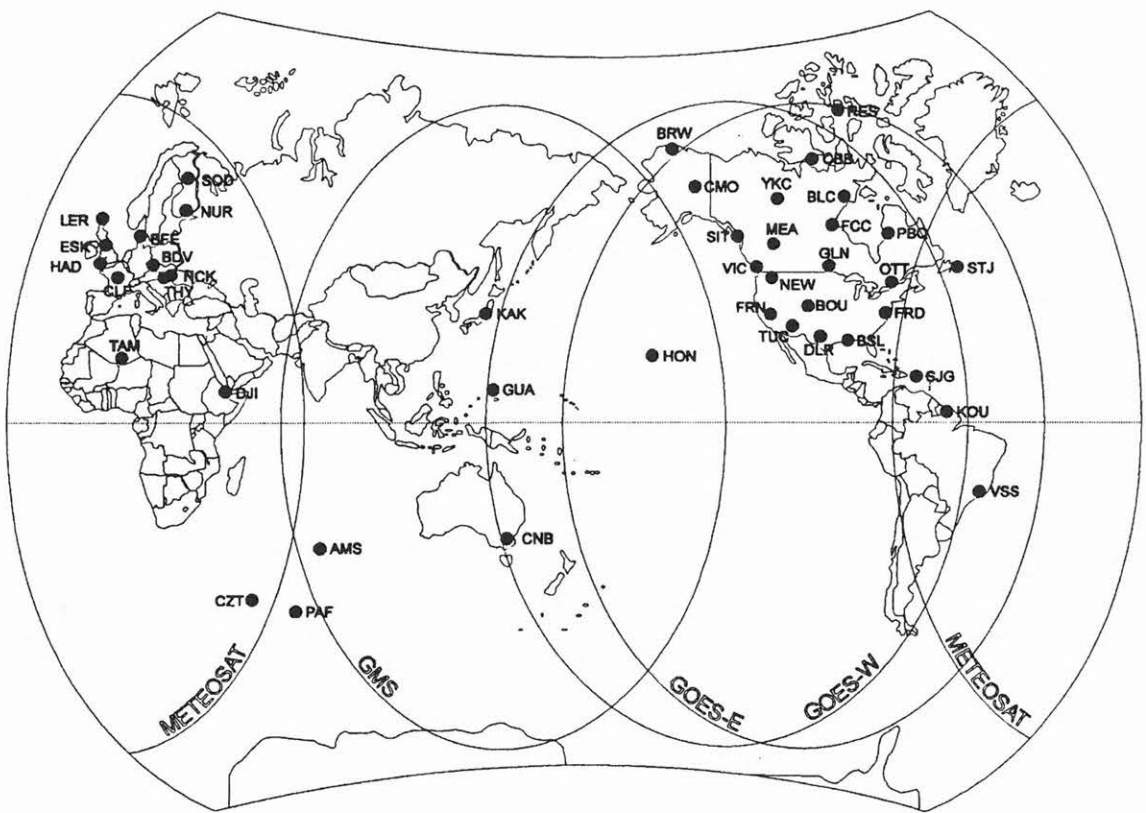 RES
BRW
CBB
SOD
CMO
YKC
BLC
LER
NUR
FCC
PBQ
SIT
MEA
ESK
BFE
HAD
BDV
GLN
VIC
STJ
NCK
CLF
THY
NEW
OTT
BOU
FRN
KAK
FRD
TUC
DLR
BSL
TAM
HON
SJG
DJI
GUA
KOU
VSS
CNB
AMS
CZT
PAF
METEOSAT
GMS
GOES-E
GOES-W
METEOSAT